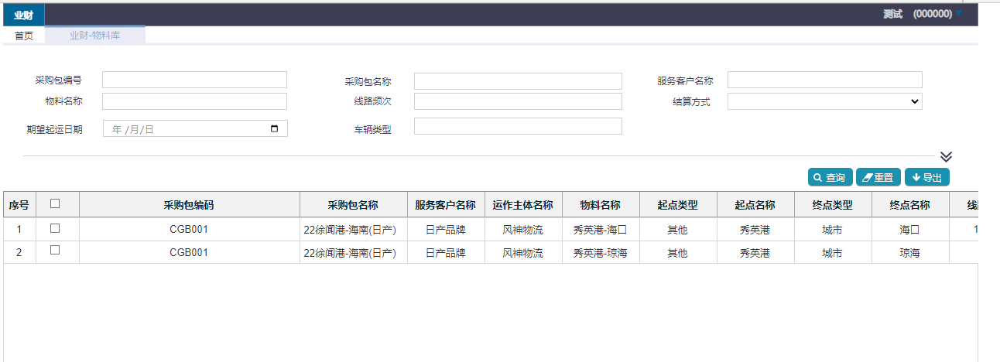 业财 测试 (000000)
首页 业财-物料库
采购包编号 采购包名称 服务客户名称
物料名称 线路频次 结算方式
期望起运日期 年 /月/日 车辆类型
查询 重置 导出
序号 采购包编码 采购包名称 服务客户名称 运作主体名称 物料名称 起点类型 起点名称 终点类型 终点名称
1 CGB001 22徐闻港-海南(日产) 日产品牌 风神物流 秀英港-海口 其他 秀英港 城市 海口 1
2 CGB001 22徐闻港-海南(日产) 日产品牌 风神物流 秀英港-琼海 其他 秀英港 城市 琼海